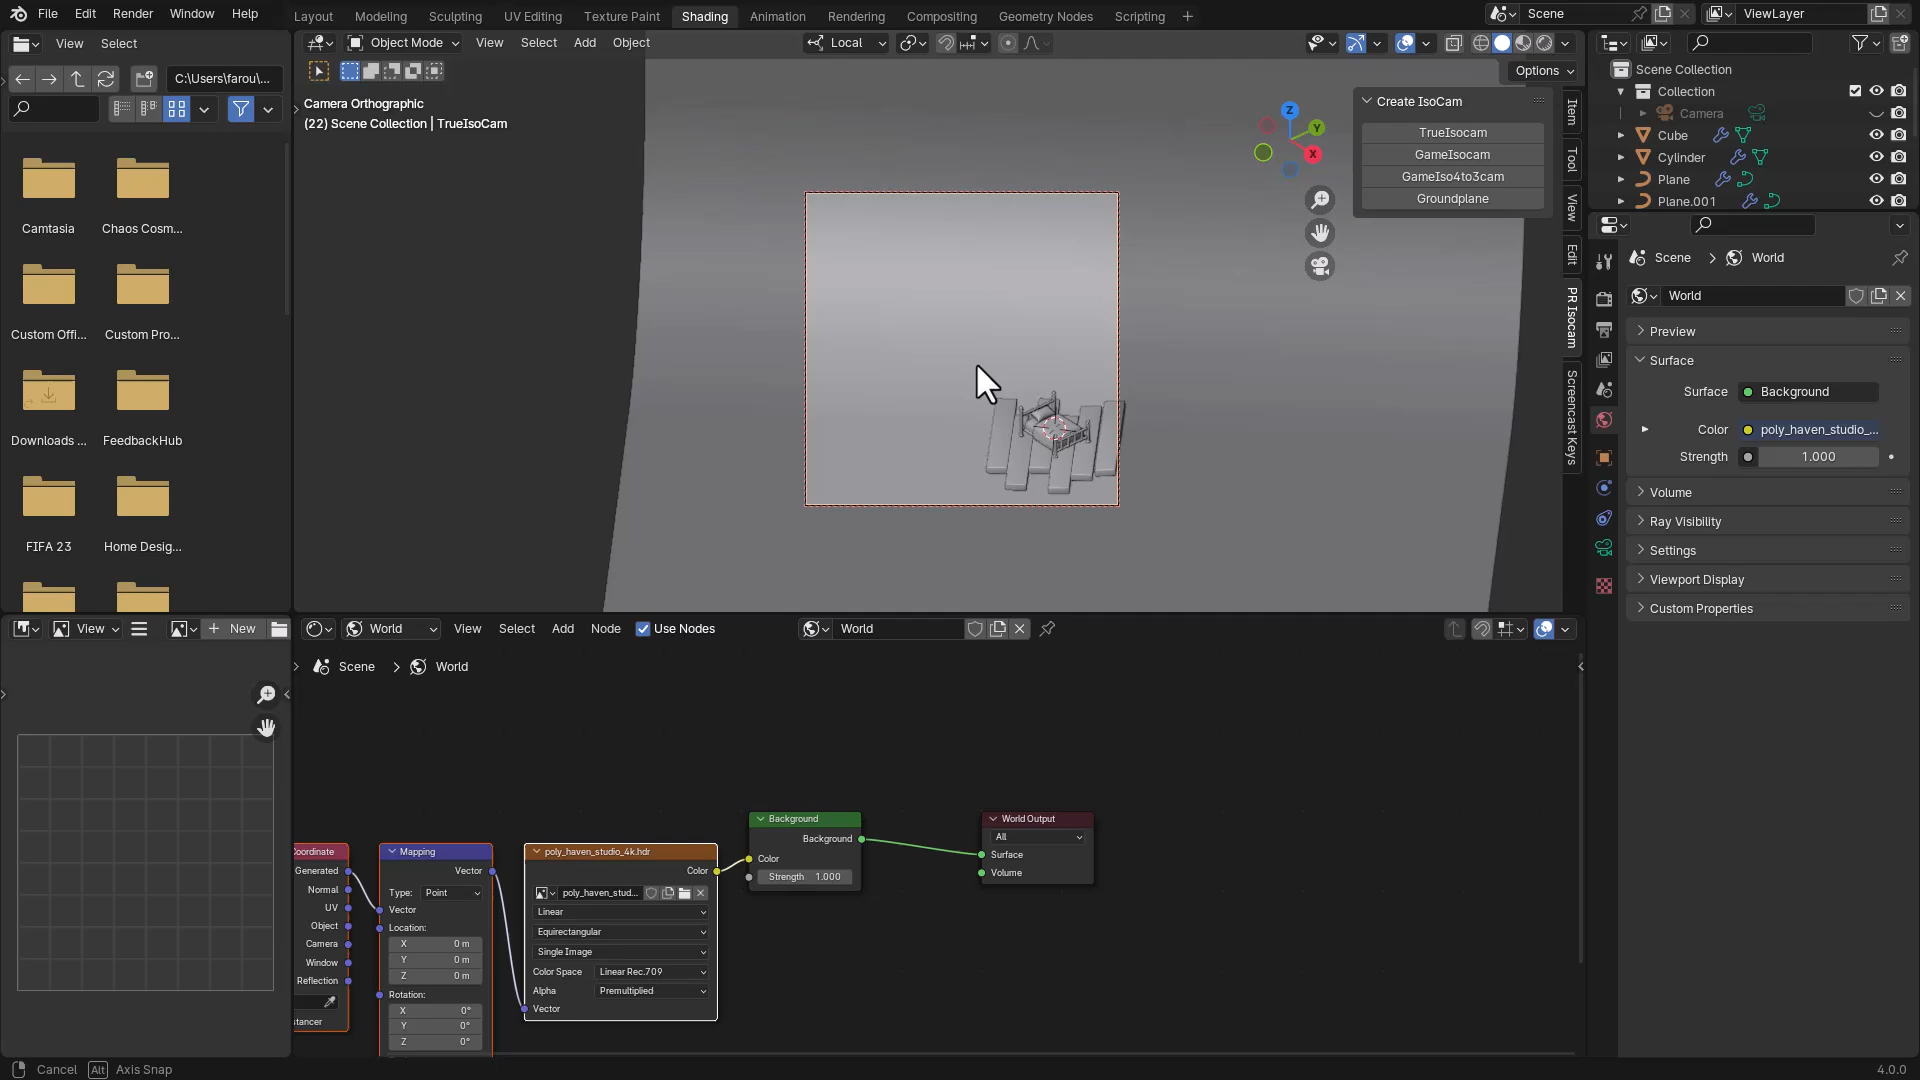 File Edit Render Window Help
Layout Modeling Sculpting UV Editing Texture Paint Shading Animation Rendering Compositing Geometry Nodes Scripting
Scene
ViewLayer
View Select
Object Mode View Select Add Object
Local
C:\Users\farou\...
Options
Camera Orthographic
(22) Scene Collection | TrueIsoCam
Z
Y
X
Create IsoCam
TrueIsocam
GameIsocam
GameIso4to3cam
Groundplane
Item
Tool
View
Edit
PR Isocam
Screencast Keys
Camtasia
Chaos Cosm...
Custom Offi...
Custom Pro...
Downloads ...
FeedbackHub
FIFA 23
Home Desig...
Scene Collection
Collection
Camera
Cube
Cylinder
Plane
Plane.001
Scene > World
World
Preview
Surface
Surface
Background
Color
poly_haven_studio_...
Strength
1.000
Volume
Ray Visibility
Settings
Viewport Display
Custom Properties
View
New
World
View Select Add Node
Use Nodes
World
Scene > World
Coordinate
Generated
Normal
UV
Object
Camera
Window
Reflection
stancer
Mapping
Vector
Type: Point
Vector
Location:
X 0 m
Y 0 m
Z 0 m
Rotation:
X 0°
Y 0°
Z 0°
poly_haven_studio_4k.hdr
Color
poly_haven_stud...
Linear
Equirectangular
Single Image
Color Space Linear Rec.709
Alpha Premultiplied
Vector
Background
Background
Color
Strength 1.000
World Output
All
Surface
Volume
Cancel
Alt
Axis Snap
4.0.0